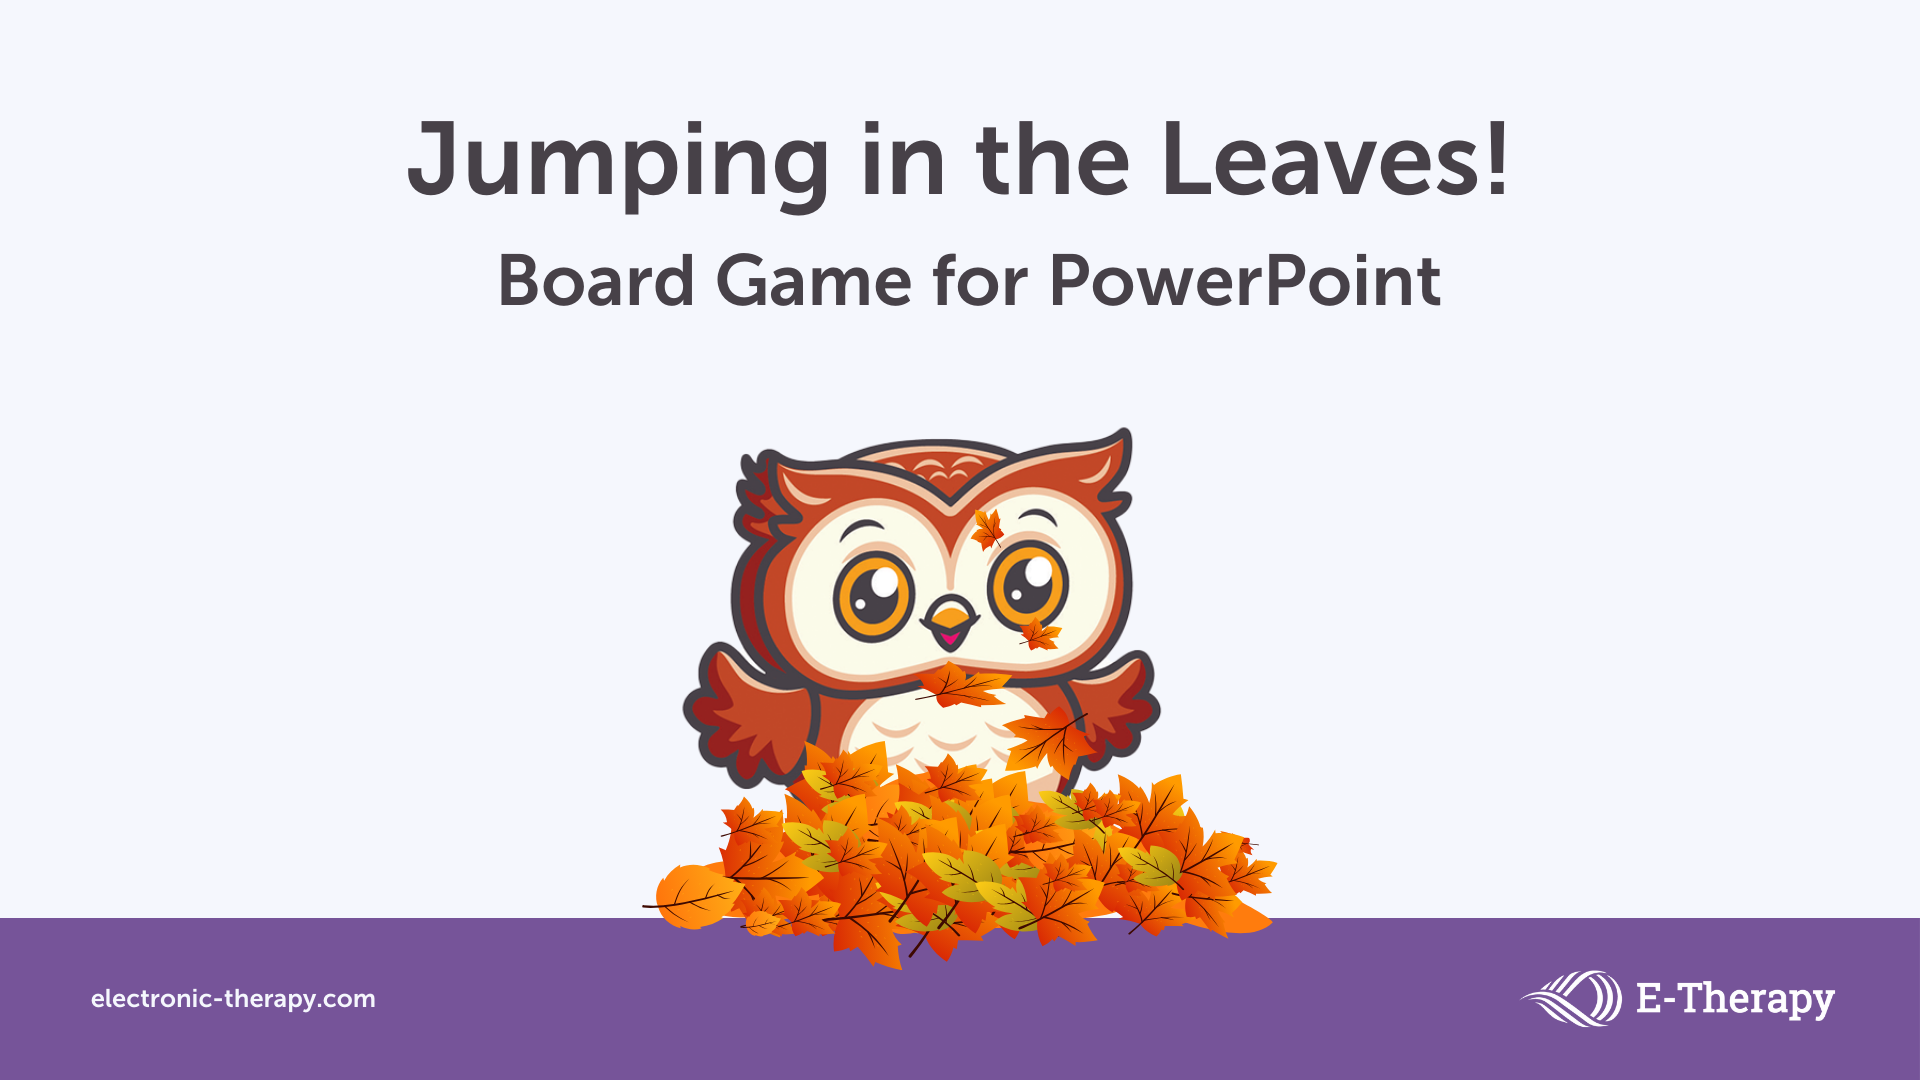 Jumping in the Leaves!
Board Game for PowerPoint
electronic-therapy.com
E-Therapy